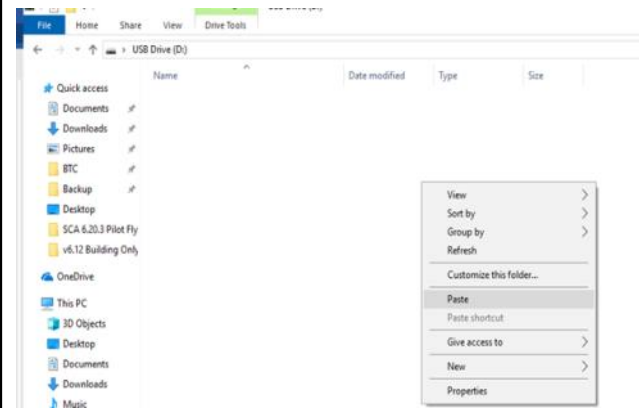 File Home Share View Drive Tools
USB Drive (D:)
Name Date modified Type Size
Quick access
Documents
Downloads
Pictures
BTC
Backup
Desktop
SCA 6.20.3 Pilot Fly
v6.12 Building Only
OneDrive
This PC
3D Objects
Desktop
Documents
Downloads
Music
View
Sort by
Group by
Refresh
Customize this folder...
Paste
Paste shortcut
Give access to
New
Properties